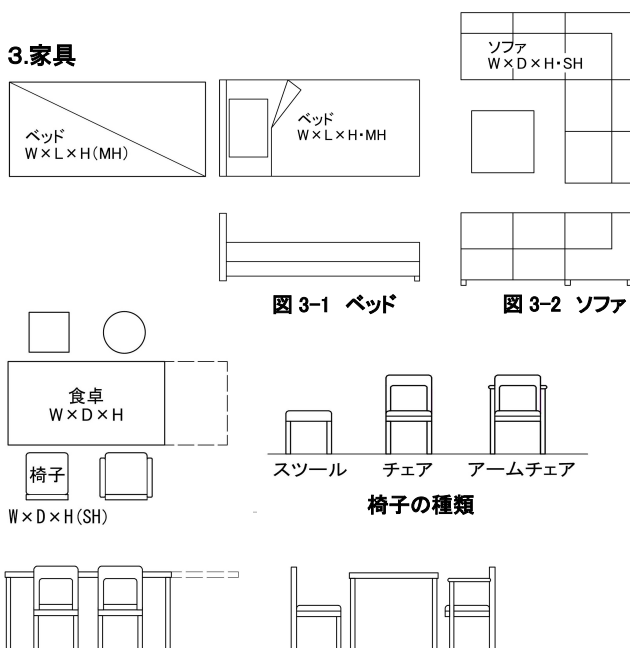 3.家具
ベッド
W×L×H(MH)
ベッド
W×L×H・MH
ソファ
W×D×H・SH
図 3-1 ベッド
図 3-2 ソファ
食卓
W×D×H
椅子
W×D×H(SH)
スツール
チェア
アームチェア
椅子の種類